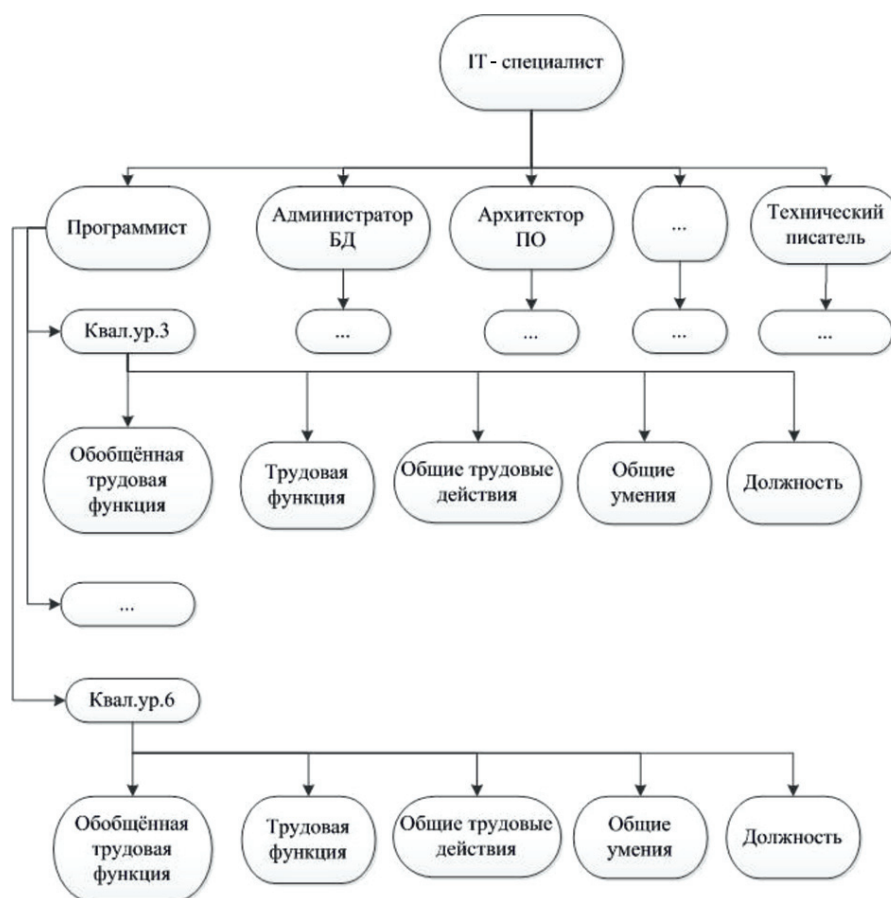 IT - специалист
Программист
Администратор
БД
Архитектор
ПО
...
Технический
писатель
Квал.ур.3
...
...
...
...
Обобщённая
трудовая
функция
Трудовая
функция
Общие трудовые
действия
Общие
умения
Должность
...
Квал.ур.6
Обобщённая
трудовая
функция
Трудовая
функция
Общие трудовые
действия
Общие
умения
Должность